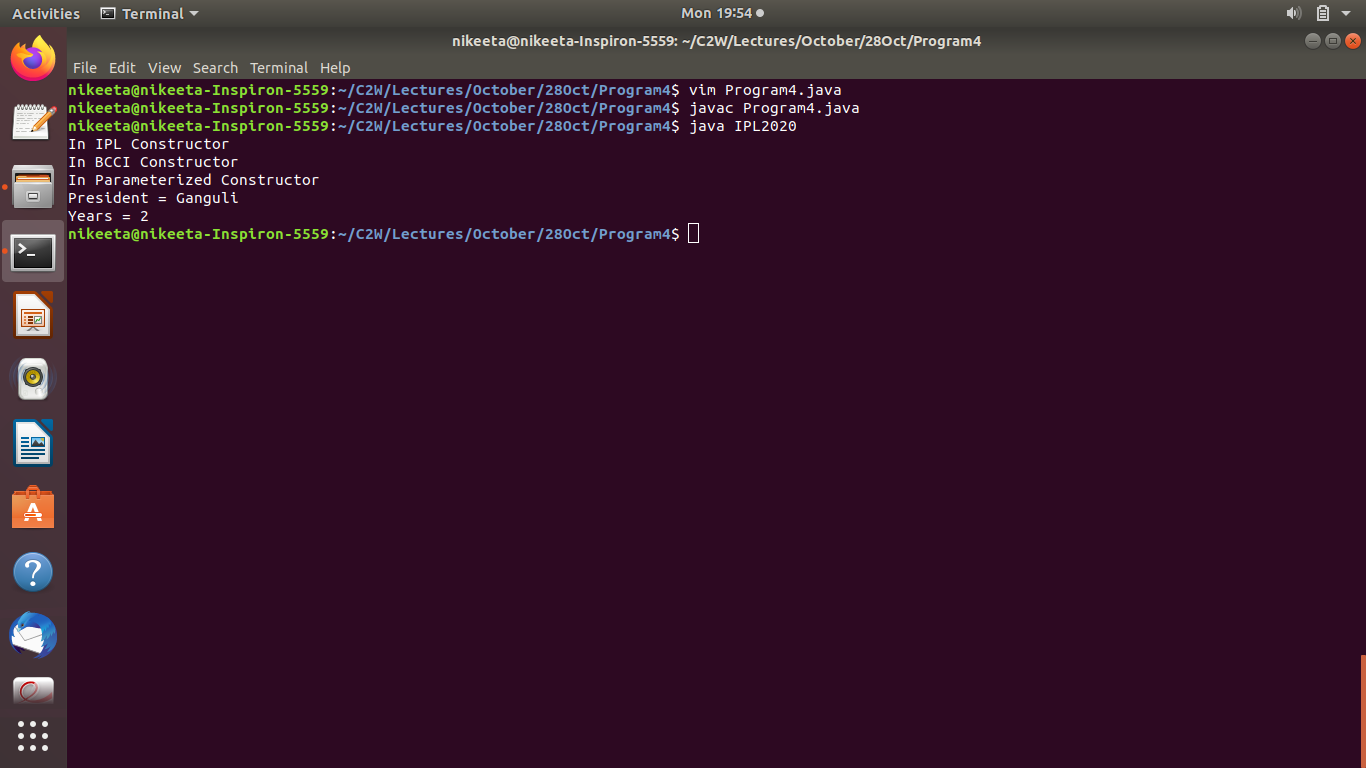 Activities Terminal Mon 19:54
nikeeta@nikeeta-Inspiron-5559: ~/C2W/Lectures/October/28Oct/Program4
File Edit View Search Terminal Help
nikeeta@nikeeta-Inspiron-5559:~/C2W/Lectures/October/28Oct/Program4$ vim Program4.java
nikeeta@nikeeta-Inspiron-5559:~/C2W/Lectures/October/28Oct/Program4$ javac Program4.java
nikeeta@nikeeta-Inspiron-5559:~/C2W/Lectures/October/28Oct/Program4$ java IPL2020
In IPL Constructor
In BCCI Constructor
In Parameterized Constructor
President = Ganguli
Years = 2
nikeeta@nikeeta-Inspiron-5559:~/C2W/Lectures/October/28Oct/Program4$